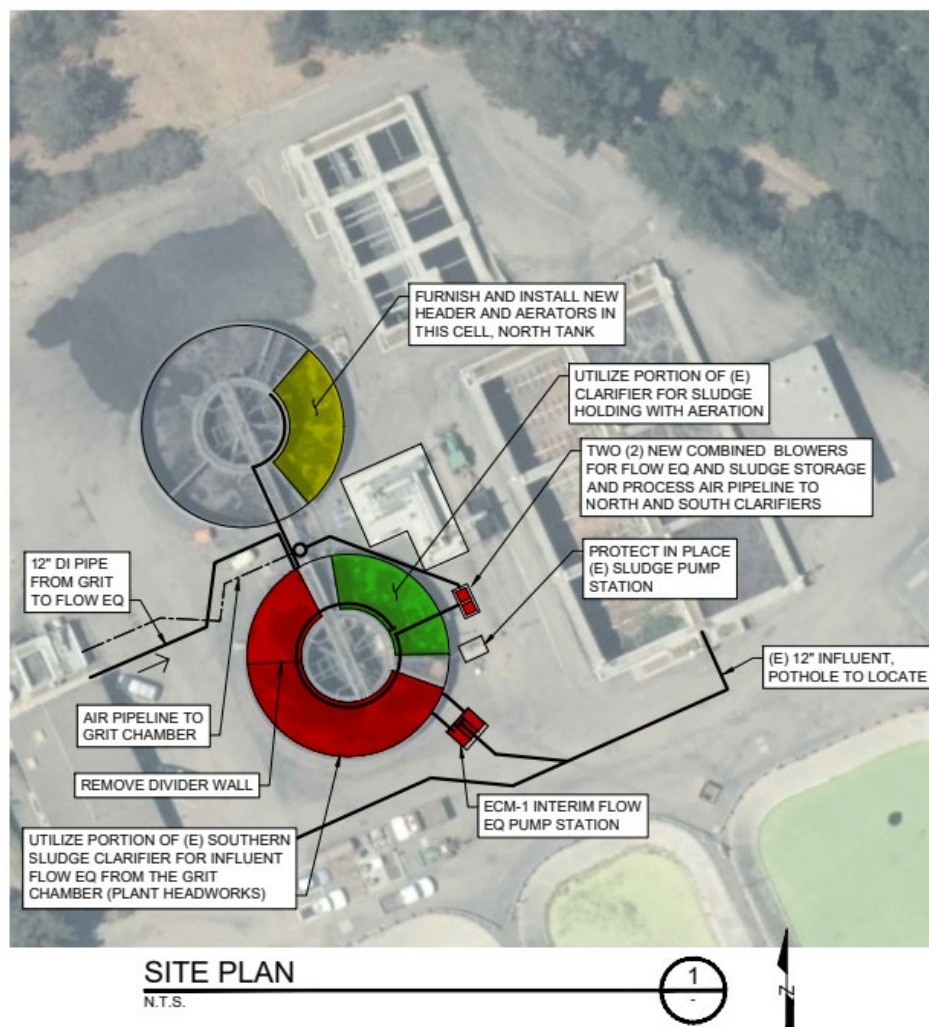 FURNISH AND INSTALL NEW
HEADER AND AERATORS IN
THIS CELL, NORTH TANK
UTILIZE PORTION OF (E)
CLARIFIER FOR SLUDGE
HOLDING WITH AERATION
TWO (2) NEW COMBINED BLOWERS
FOR FLOW EQ AND SLUDGE STORAGE
AND PROCESS AIR PIPELINE TO
NORTH AND SOUTH CLARIFIERS
12" DI PIPE
FROM GRIT
TO FLOW EQ
PROTECT IN PLACE
(E) SLUDGE PUMP
STATION
(E) 12" INFLUENT,
POTHOLE TO LOCATE
AIR PIPELINE TO
GRIT CHAMBER
REMOVE DIVIDER WALL
ECM-1 INTERIM FLOW
EQ PUMP STATION
UTILIZE PORTION OF (E) SOUTHERN
SLUDGE CLARIFIER FOR INFLUENT
FLOW EQ FROM THE GRIT
CHAMBER (PLANT HEADWORKS)
SITE PLAN
N.T.S.
1
-
N